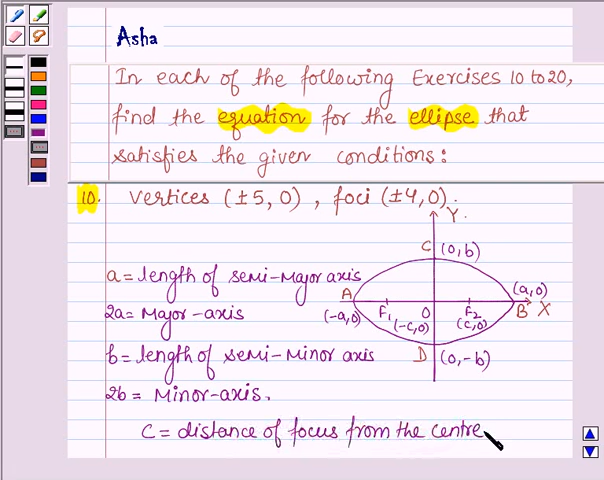 Asha
In each of the following Exercises 10 to 20,
find the equation for the ellipse that
satisfies the given conditions:
10. Vertices (±5, 0), foci (±4, 0).
Y
C (0, b)
a = length of semi-Major axis
A (a, 0)
F₁ O F₂ B X
2a = Major-axis (-a, 0) (-c, 0) (c, 0)
b = length of semi-Minor axis D (0, -b)
2b = Minor-axis.
C = distance of focus from the centre